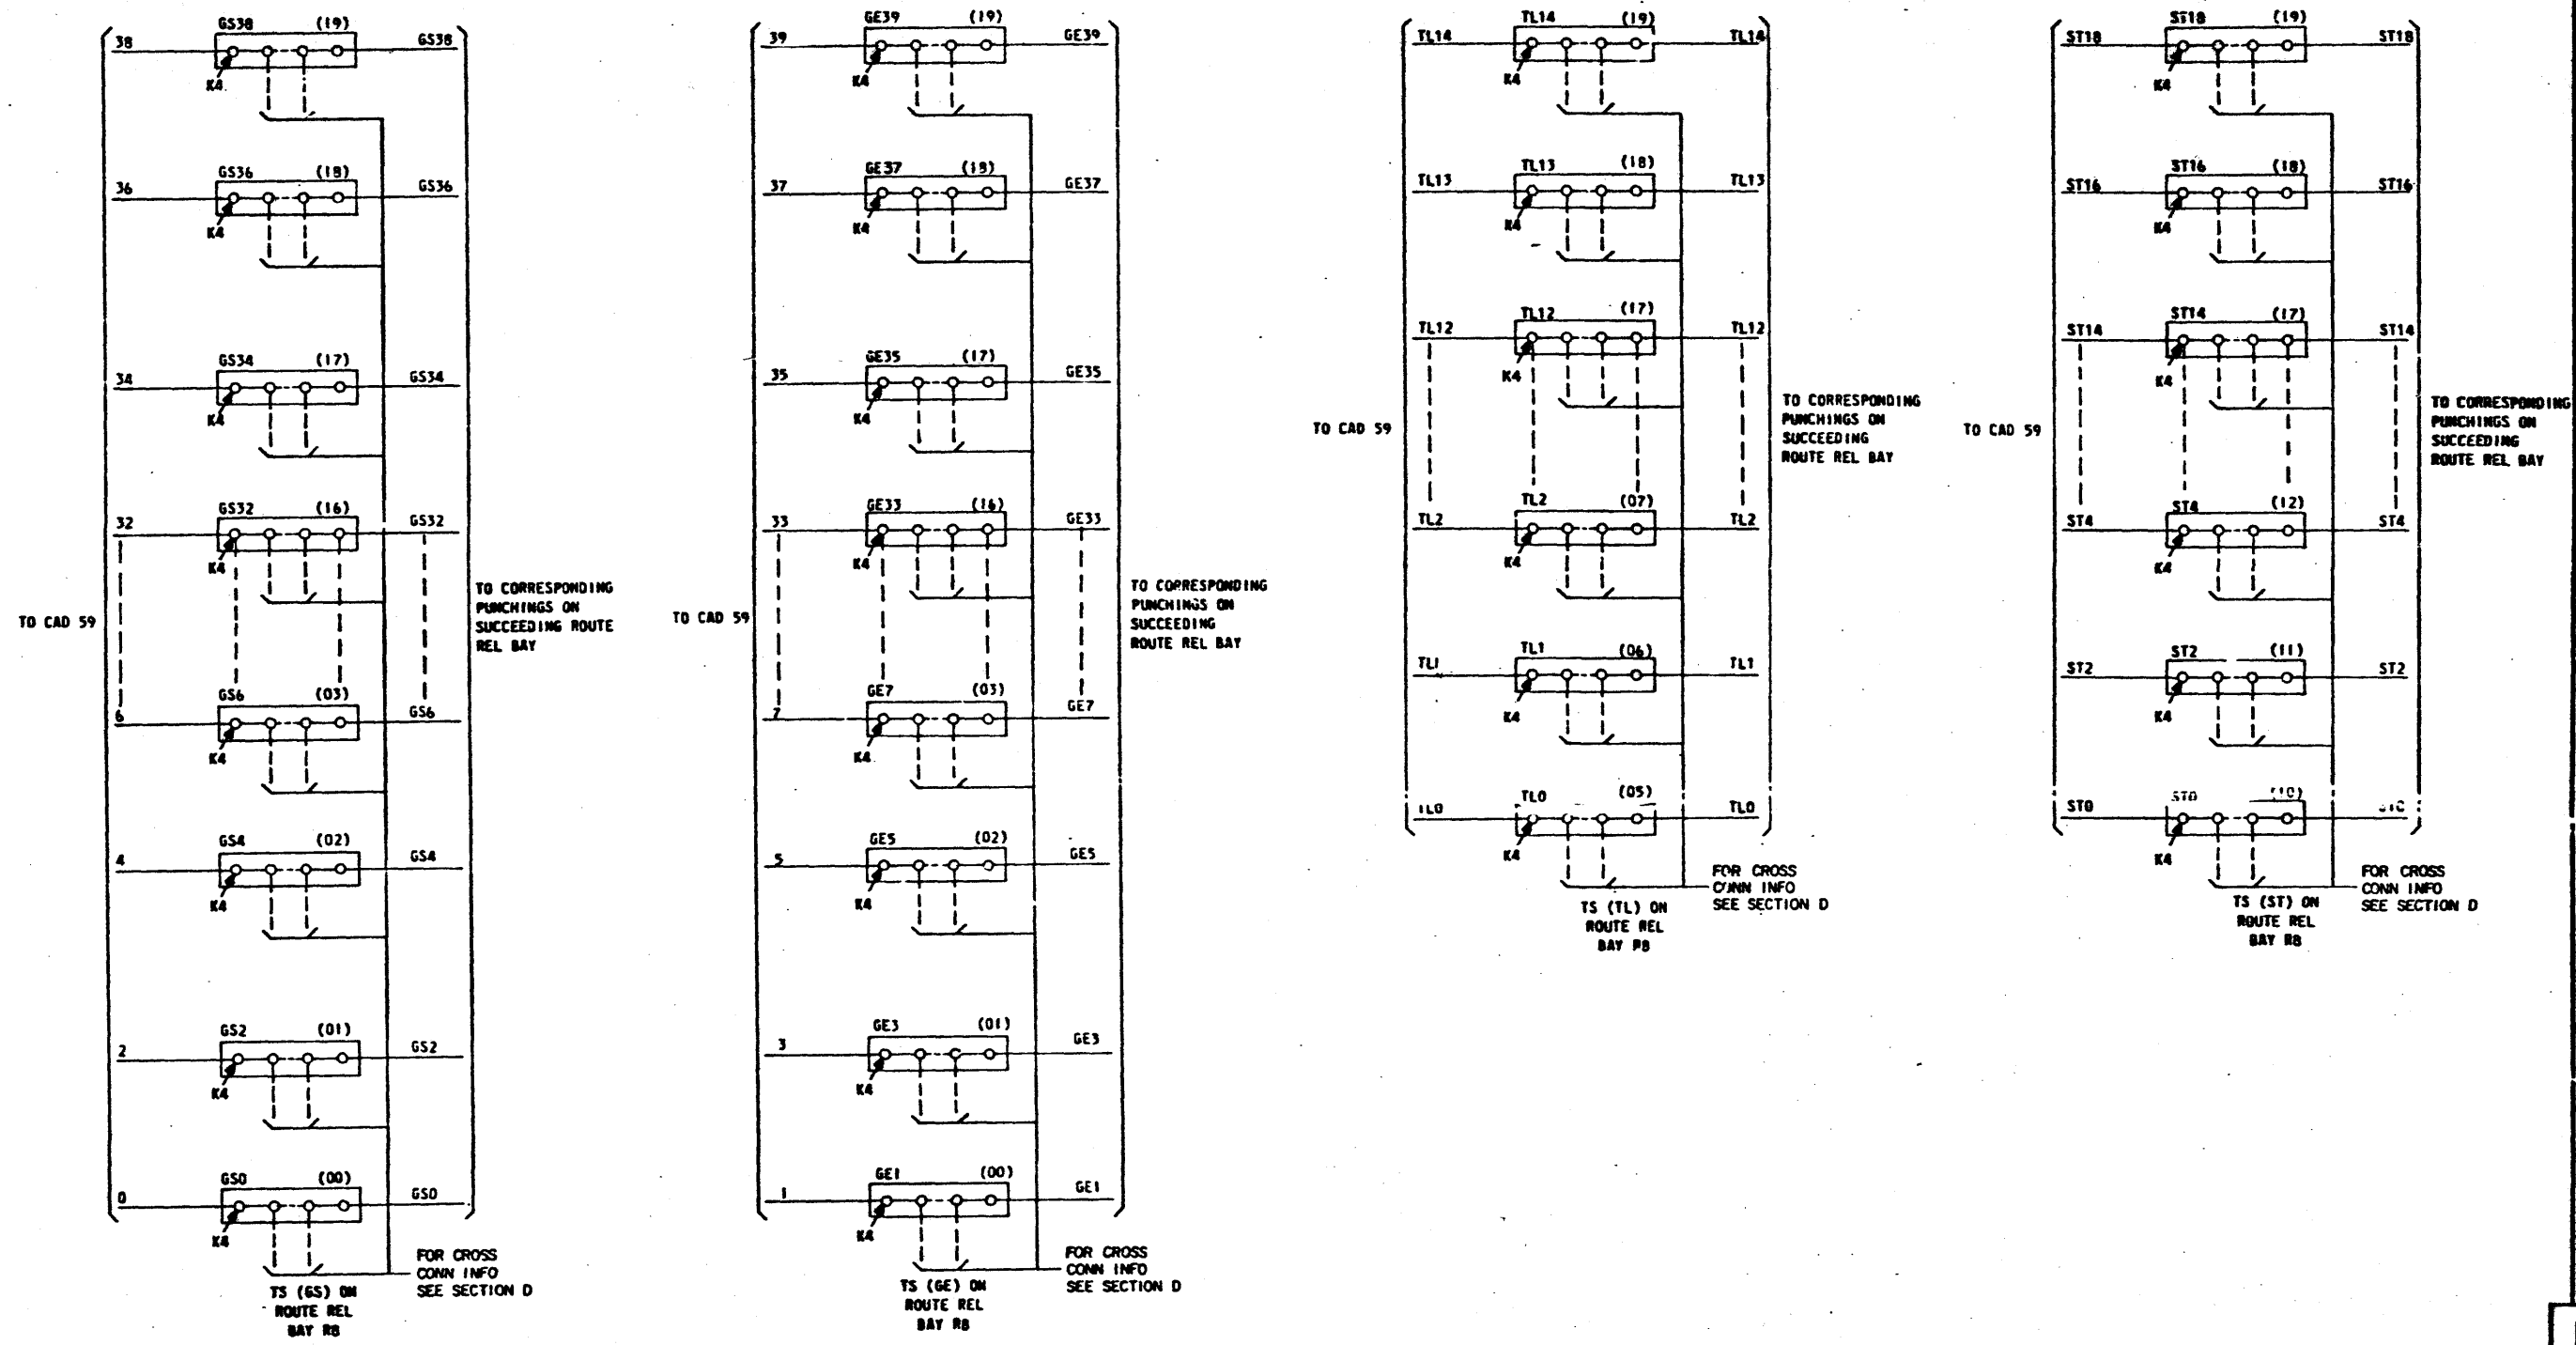 GS38 (19)
38 GS38
K4
GS36 (18)
36 GS36
K4
GS34 (17)
34 GS34
K4
GS32 (16)
32 GS32
K4
TO CAD 59
TO CORRESPONDING
PUNCHINGS ON
SUCCEEDING ROUTE
REL BAY
GS6 (03)
6 GS6
K4
GS4 (02)
4 GS4
K4
GS2 (01)
2 GS2
K4
GS0 (00)
0 GS0
K4
FOR CROSS
CONN INFO
SEE SECTION D
TS (GS) ON
ROUTE REL
BAY RB
GE39 (19)
39 GE39
K4
GE37 (18)
37 GE37
K4
GE35 (17)
35 GE35
K4
GE33 (16)
33 GE33
K4
TO CAD 59
TO CORRESPONDING
PUNCHINGS ON
SUCCEEDING
ROUTE REL BAY
GE7 (03)
7 GE7
K4
GE5 (02)
5 GE5
K4
GE3 (01)
3 GE3
K4
GE1 (00)
1 GE1
K4
FOR CROSS
CONN INFO
SEE SECTION D
TS (GE) ON
ROUTE REL
BAY RB
TL14 (19)
TL14 TL14
K4
TL13 (18)
TL13 TL13
K4
TL12 (17)
TL12 TL12
K4
TO CAD 59
TO CORRESPONDING
PUNCHINGS ON
SUCCEEDING
ROUTE REL BAY
TL2 (07)
TL2 TL2
K4
TL1 (06)
TL1 TL1
K4
TL0 (05)
TL0 TL0
K4
FOR CROSS
CONN INFO
SEE SECTION D
TS (TL) ON
ROUTE REL
BAY RB
ST18 (19)
ST18 ST18
K4
ST16 (18)
ST16 ST16
K4
ST14 (17)
ST14 ST14
K4
TO CAD 59
TO CORRESPONDING
PUNCHINGS ON
SUCCEEDING
ROUTE REL BAY
ST4 (12)
ST4 ST4
K4
ST2 (11)
ST2 ST2
K4
ST0 (10)
ST0
K4
FOR CROSS
CONN INFO
SEE SECTION D
TS (ST) ON
ROUTE REL
BAY RB